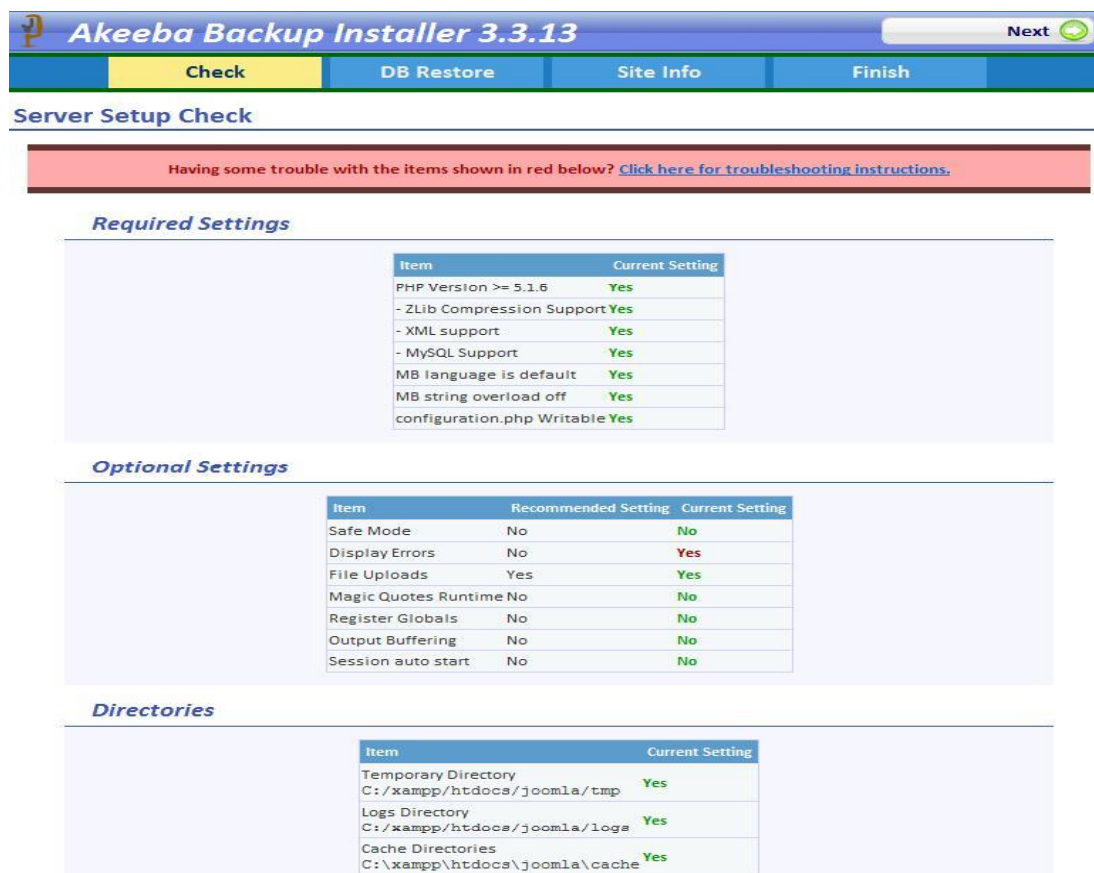 Akeeba Backup Installer 3.3.13
Next
Check DB Restore Site Info Finish
Server Setup Check
Having some trouble with the items shown in red below? Click here for troubleshooting instructions.
Required Settings
Item Current Setting
PHP Version >= 5.1.6 Yes
- ZLib Compression Support Yes
- XML support Yes
- MySQL Support Yes
MB language is default Yes
MB string overload off Yes
configuration.php Writable Yes
Optional Settings
Item Recommended Setting Current Setting
Safe Mode No No
Display Errors No Yes
File Uploads Yes Yes
Magic Quotes Runtime No No
Register Globals No No
Output Buffering No No
Session auto start No No
Directories
Item Current Setting
Temporary Directory
C:/xampp/htdocs/joomla/tmp Yes
Logs Directory
C:/xampp/htdocs/joomla/logs Yes
Cache Directories
C:\xampp\htdocs\joomla\cache Yes